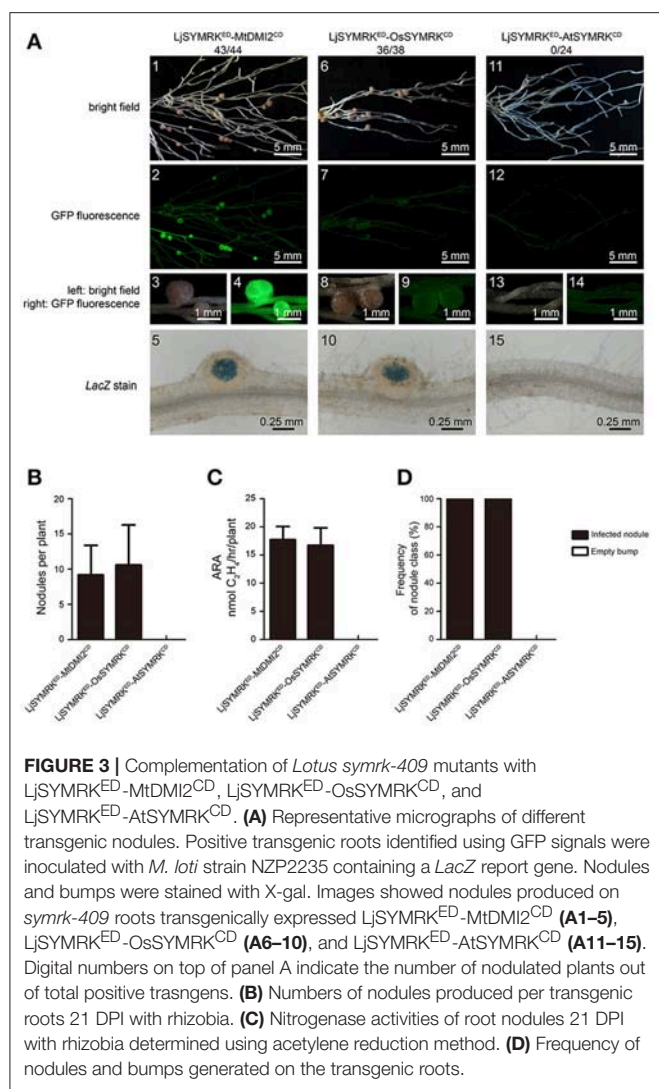 A
LjSYMRK^ED-MtDMI2^CD LjSYMRK^ED-OsSYMRK^CD LjSYMRK^ED-AtSYMRK^CD
43/44 36/38 0/24
bright field
1 6 11
5 mm 5 mm 5 mm
GFP fluorescence
2 7 12
5 mm 5 mm 5 mm
left: bright field
right: GFP fluorescence
3 4 8 9 13 14
1 mm 1 mm 1 mm 1 mm 1 mm 1 mm
LacZ stain
5 10 15
0.25 mm 0.25 mm 0.25 mm
B
Nodules per plant
20
15
10
5
0
LjSYMRK^ED-MtDMI2^CD
LjSYMRK^ED-OsSYMRK^CD
LjSYMRK^ED-AtSYMRK^CD
C
ARA
nmol C₂H₄/hr/plant
25
20
15
10
5
0
LjSYMRK^ED-MtDMI2^CD
LjSYMRK^ED-OsSYMRK^CD
LjSYMRK^ED-AtSYMRK^CD
D
Frequency
of nodule class (%)
100
80
60
40
20
0
LjSYMRK^ED-MtDMI2^CD
LjSYMRK^ED-OsSYMRK^CD
LjSYMRK^ED-AtSYMRK^CD
Infected nodule
Empty bump
FIGURE 3 | Complementation of Lotus symrk-409 mutants with
LjSYMRK^ED-MtDMI2^CD, LjSYMRK^ED-OsSYMRK^CD, and
LjSYMRK^ED-AtSYMRK^CD. (A) Representative micrographs of different
transgenic nodules. Positive transgenic roots identified using GFP signals were
inoculated with M. loti strain NZP2235 containing a LacZ report gene. Nodules
and bumps were stained with X-gal. Images showed nodules produced on
symrk-409 roots transgenically expressed LjSYMRK^ED-MtDMI2^CD (A1–5),
LjSYMRK^ED-OsSYMRK^CD (A6–10), and LjSYMRK^ED-AtSYMRK^CD (A11–15).
Digital numbers on top of panel A indicate the number of nodulated plants out
of total positive trasngens. (B) Numbers of nodules produced per transgenic
roots 21 DPI with rhizobia. (C) Nitrogenase activities of root nodules 21 DPI
with rhizobia determined using acetylene reduction method. (D) Frequency of
nodules and bumps generated on the transgenic roots.